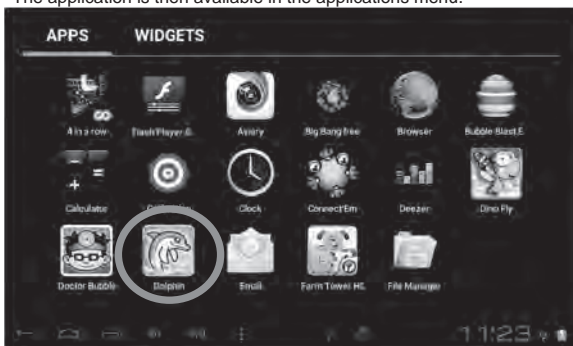 The application is then available in the applications menu.
APPS WIDGETS
4 in a row Flash Player S. Aviary Big Bang free Browser Bubble Blast E.
Calculator Calibration Clock Connect'Em Deezer Dino Fly
Doctor Bubble Dolphin Email Farm Tower HE. File Manager
11:23